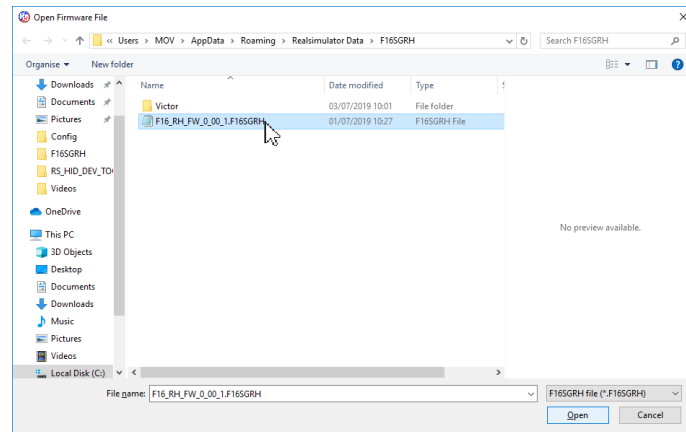 Open Firmware File
« Users > MOV > AppData > Roaming > Realsimulator Data > F16SGRH
Search F16SGRH
Organise
New folder
Name
Date modified
Type
Victor
03/07/2019 10:01
File folder
F16_RH_FW_0_00_1.F16SGRH
01/07/2019 10:27
F16SGRH File
Downloads
Documents
Pictures
Config
F16SGRH
RS_HID_DEV_TO
Videos
OneDrive
This PC
3D Objects
Desktop
Documents
Downloads
Music
Pictures
Videos
Local Disk (C:)
No preview available.
File name:
F16_RH_FW_0_00_1.F16SGRH
F16SGRH file (*.F16SGRH)
Open
Cancel